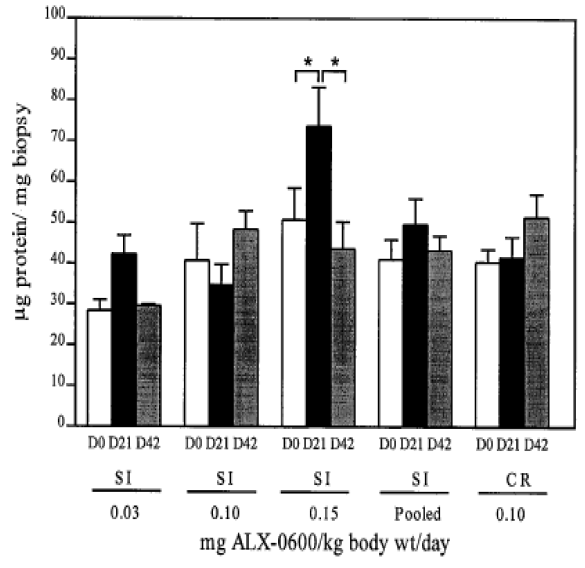 100
90
80
70
60
50
40
30
20
10
0
µg protein/ mg biopsy
* *
D0 D21 D42 D0 D21 D42 D0 D21 D42 D0 D21 D42 D0 D21 D42
SI SI SI SI CR
0.03 0.10 0.15 Pooled 0.10
mg ALX-0600/kg body wt/day